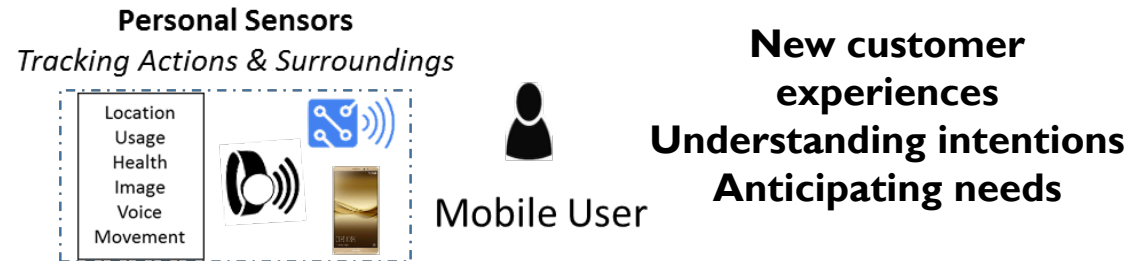 Personal Sensors
Tracking Actions & Surroundings
Location
Usage
Health
Image
Voice
Movement
Mobile User
New customer
experiences
Understanding intentions
Anticipating needs